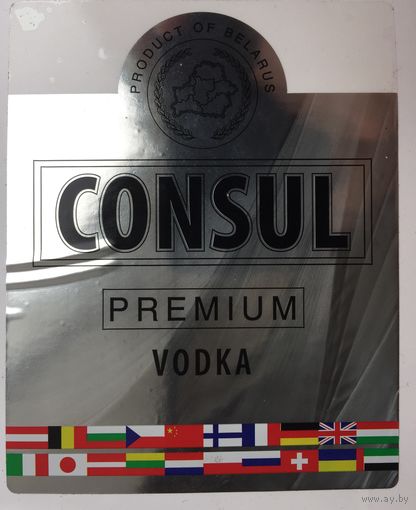 PRODUCT OF BELARUS
CONSUL
PREMIUM
VODKA
www.ay.by